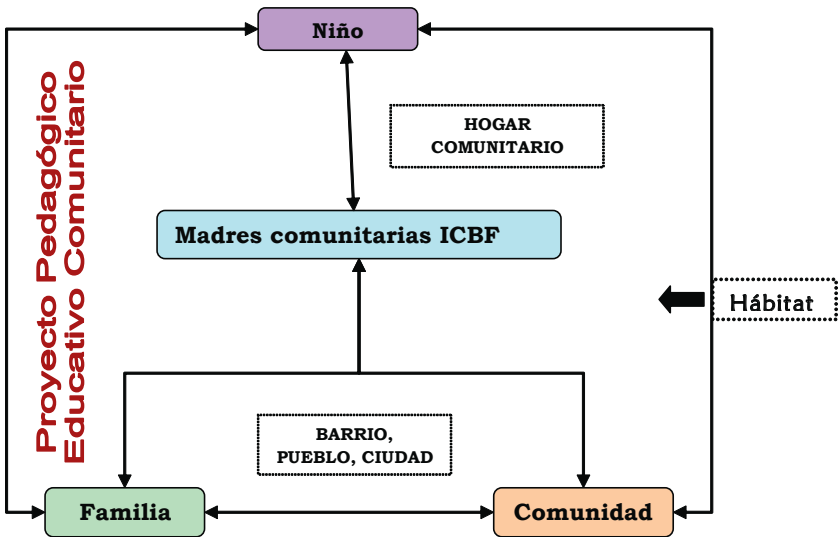 Niño
Proyecto Pedagógico
Educativo Comunitario
HOGAR
COMUNITARIO
Madres comunitarias ICBF
Hábitat
BARRIO,
PUEBLO, CIUDAD
Familia
Comunidad